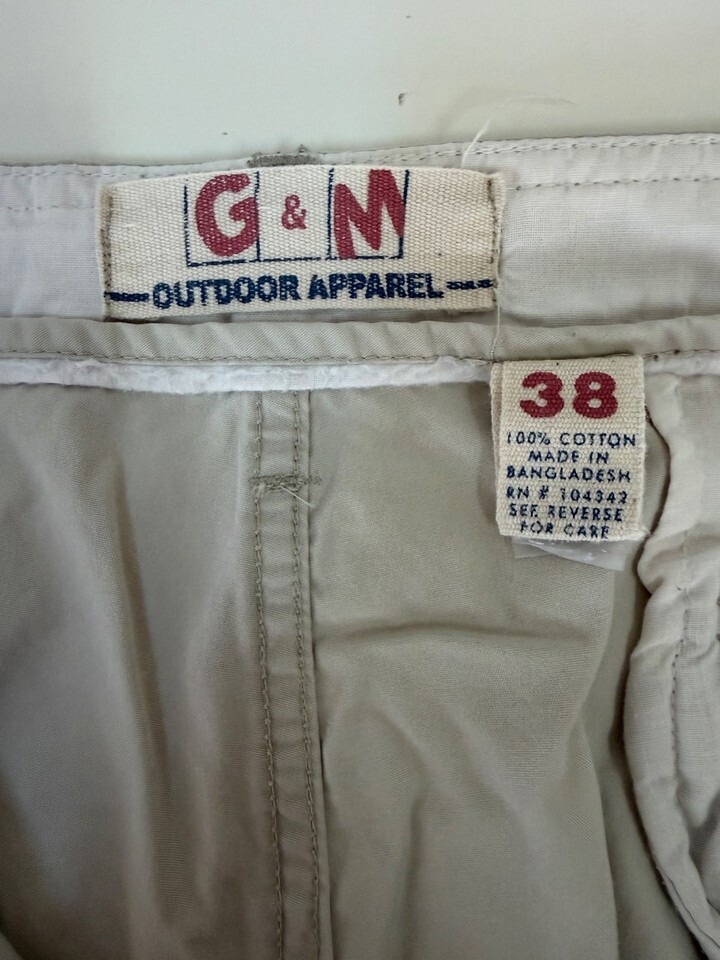 G & M
OUTDOOR APPAREL
38
100% COTTON
MADE IN
BANGLADESH
RN # 104342
SEE REVERSE
FOR CARE